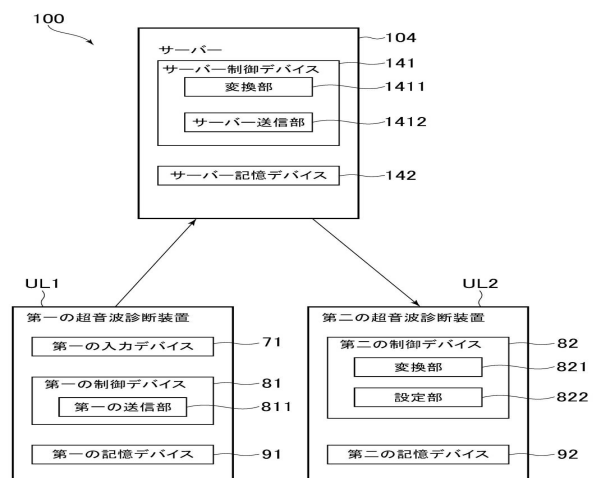 100
104
サーバー
サーバー制御デバイス
141
変換部
1411
サーバー送信部
1412
サーバー記憶デバイス
142
UL1
第一の超音波診断装置
第一の入力デバイス
71
第一の制御デバイス
81
第一の送信部
811
第一の記憶デバイス
91
UL2
第二の超音波診断装置
第二の制御デバイス
82
変換部
821
設定部
822
第二の記憶デバイス
92